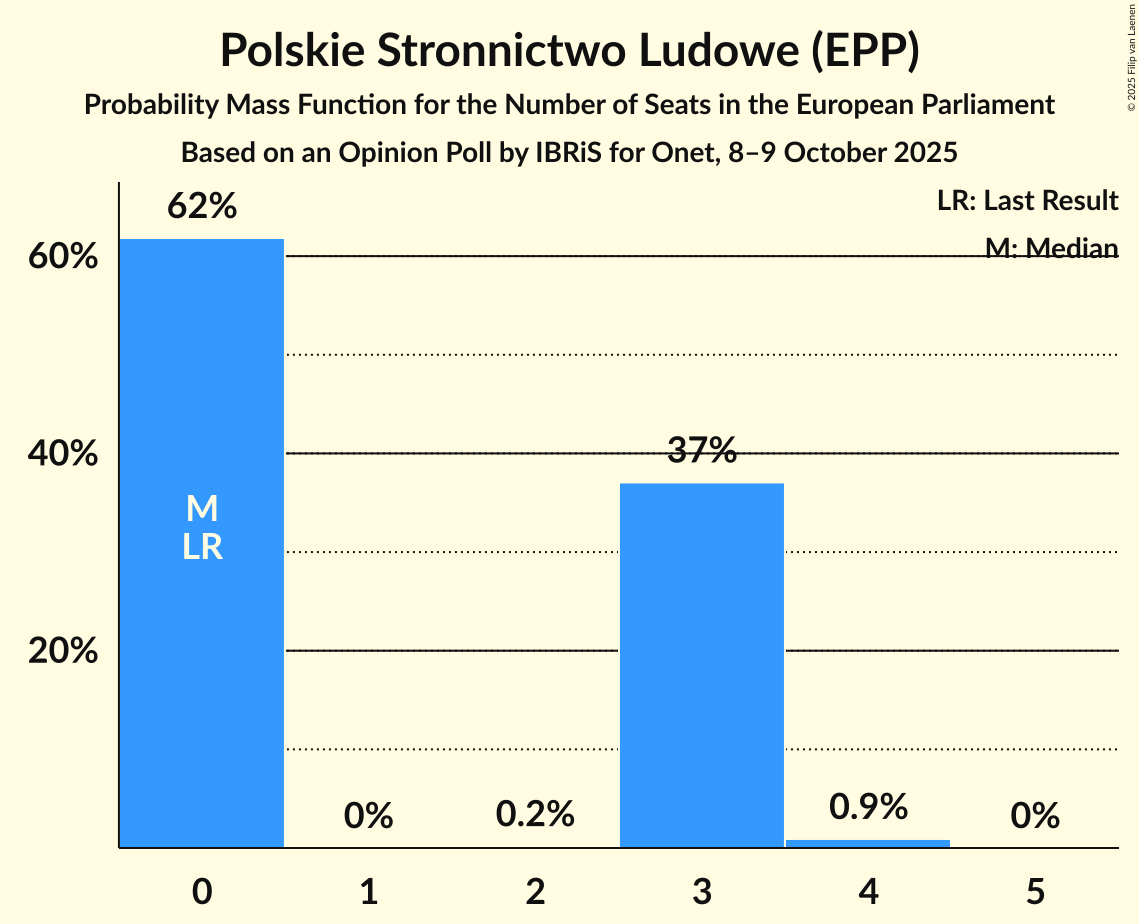 Polskie Stronnictwo Ludowe (EPP)
Probability Mass Function for the Number of Seats in the European Parliament
Based on an Opinion Poll by IBRiS for Onet, 8–9 October 2025
© 2025 Filip van Laenen
LR: Last Result
M: Median
62%
60%
40%
37%
M
LR
20%
0%
0.2%
0.9%
0%
0 1 2 3 4 5